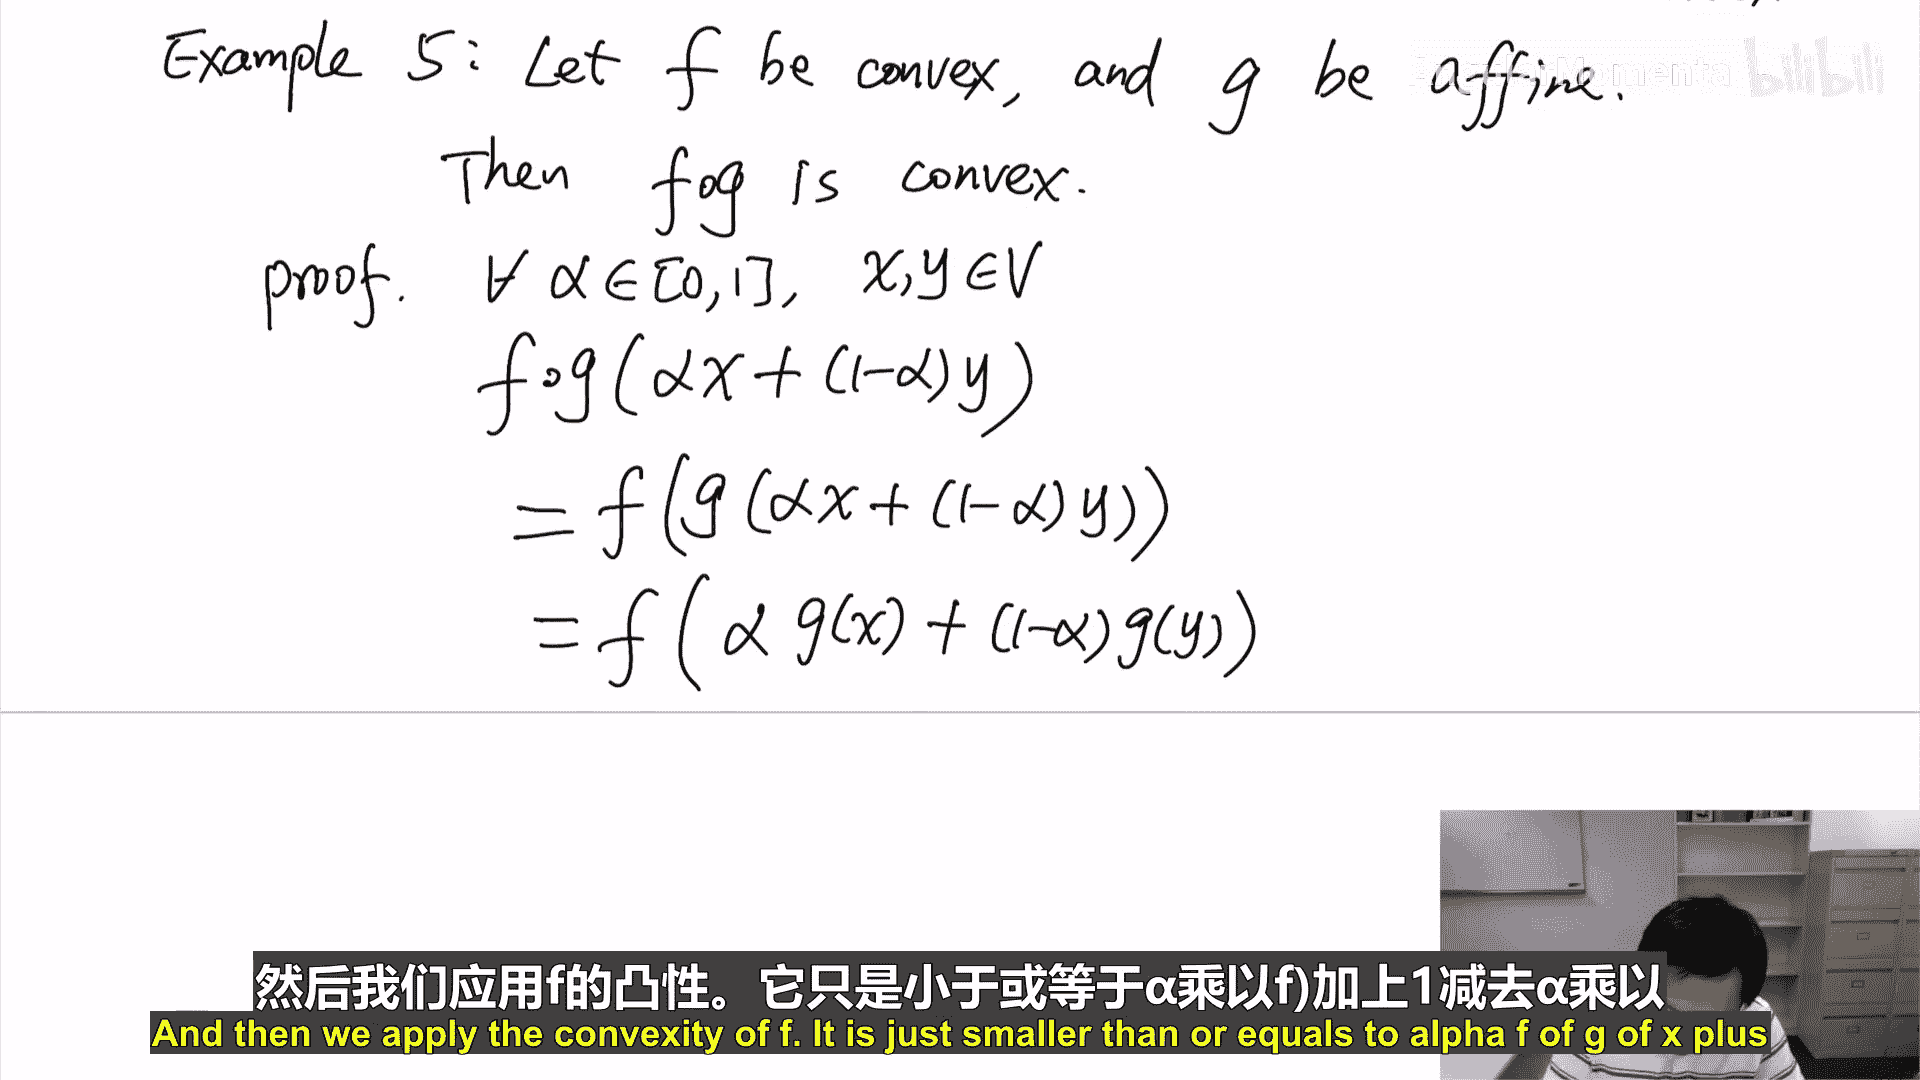 Example 5: Let f be convex, and g be affine.
bilibili
Then f∘g is convex.
proof. ∀ α ∈ [0,1], x,y ∈ V
f∘g(αx + (1-α)y)
= f(g(αx + (1-α)y))
= f(α g(x) + (1-α)g(y))
然后我们应用f的凸性。它只是小于或等于α乘以f)加上1减去α乘以
And then we apply the convexity of f. It is just smaller than or equals to alpha f of g of x plus